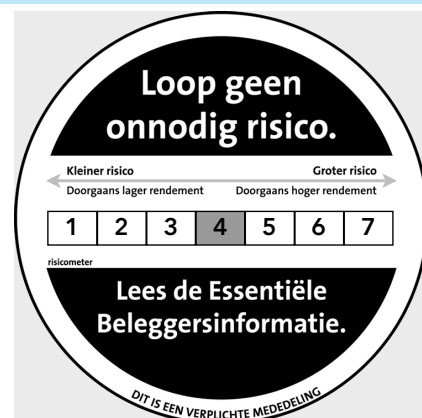 Loop geen
onnodig risico.
Kleiner risico Groter risico
Doorgaans lager rendement Doorgaans hoger rendement
1 2 3 4 5 6 7
risicometer
Lees de Essentiële
Beleggersinformatie.
DIT IS EEN VERPLICHTE MEDEDELING